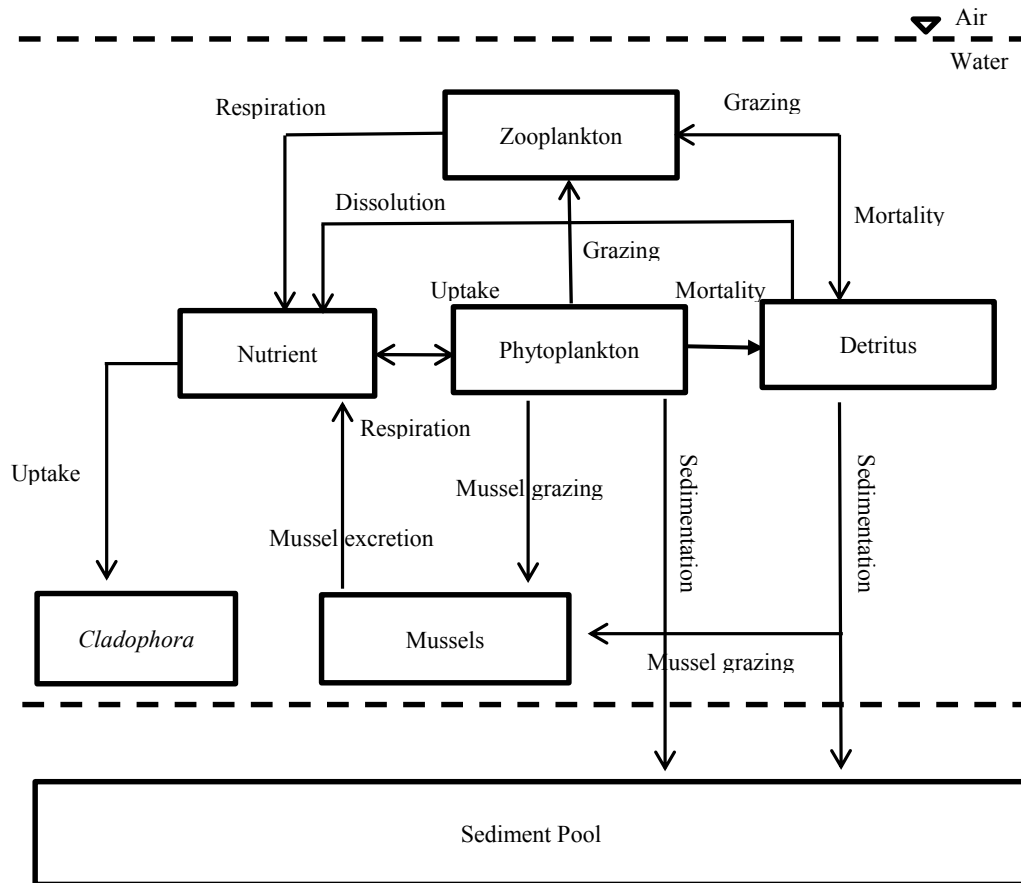 Air
Water
Respiration
Grazing
Zooplankton
Dissolution
Mortality
Grazing
Uptake
Mortality
Nutrient
Phytoplankton
Detritus
Respiration
Uptake
Mussel grazing
Sedimentation
Sedimentation
Mussel excretion
Cladophora
Mussels
Mussel grazing
Sediment Pool